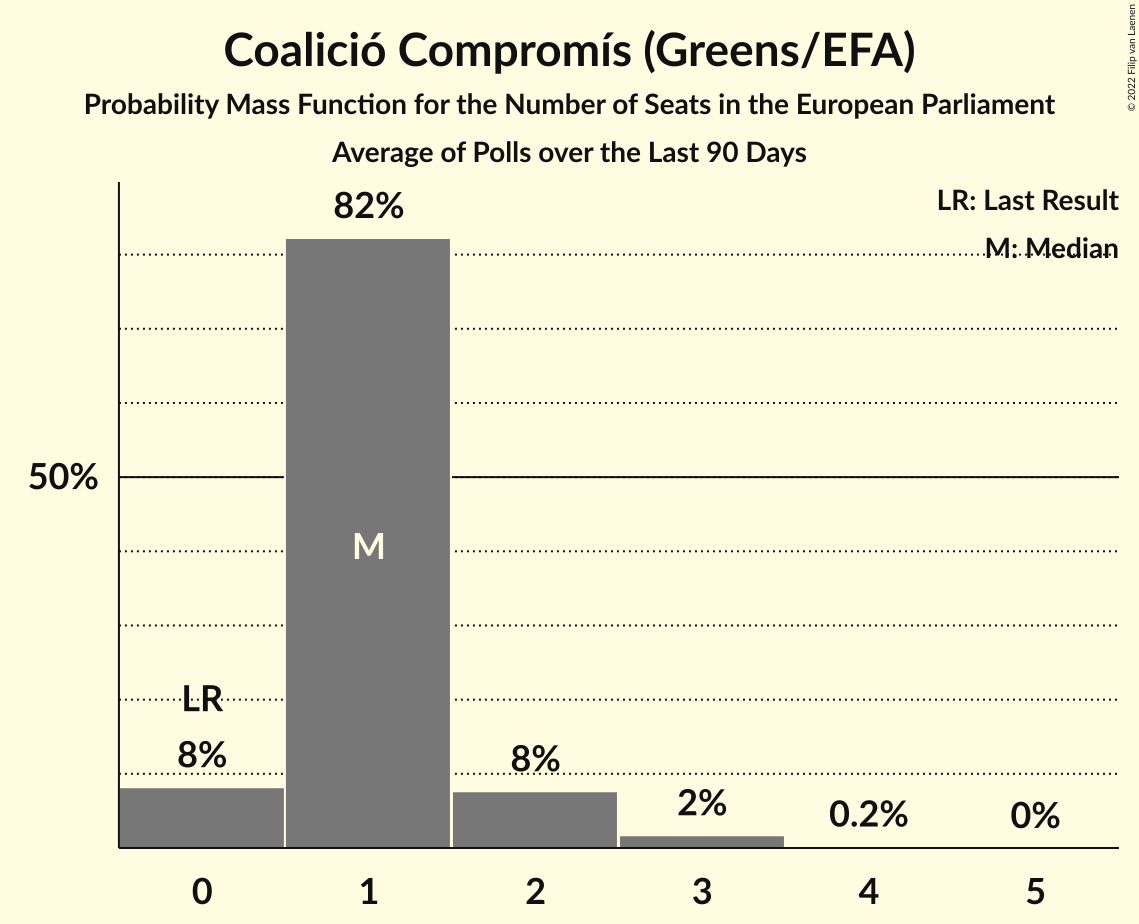 Coalició Compromís (Greens/EFA)
Probability Mass Function for the Number of Seats in the European Parliament
Average of Polls over the Last 90 Days
© 2022 Filip van Laenen
LR: Last Result
M: Median
82%
50%
M
LR
8%
8%
2%
0.2%
0%
0 1 2 3 4 5